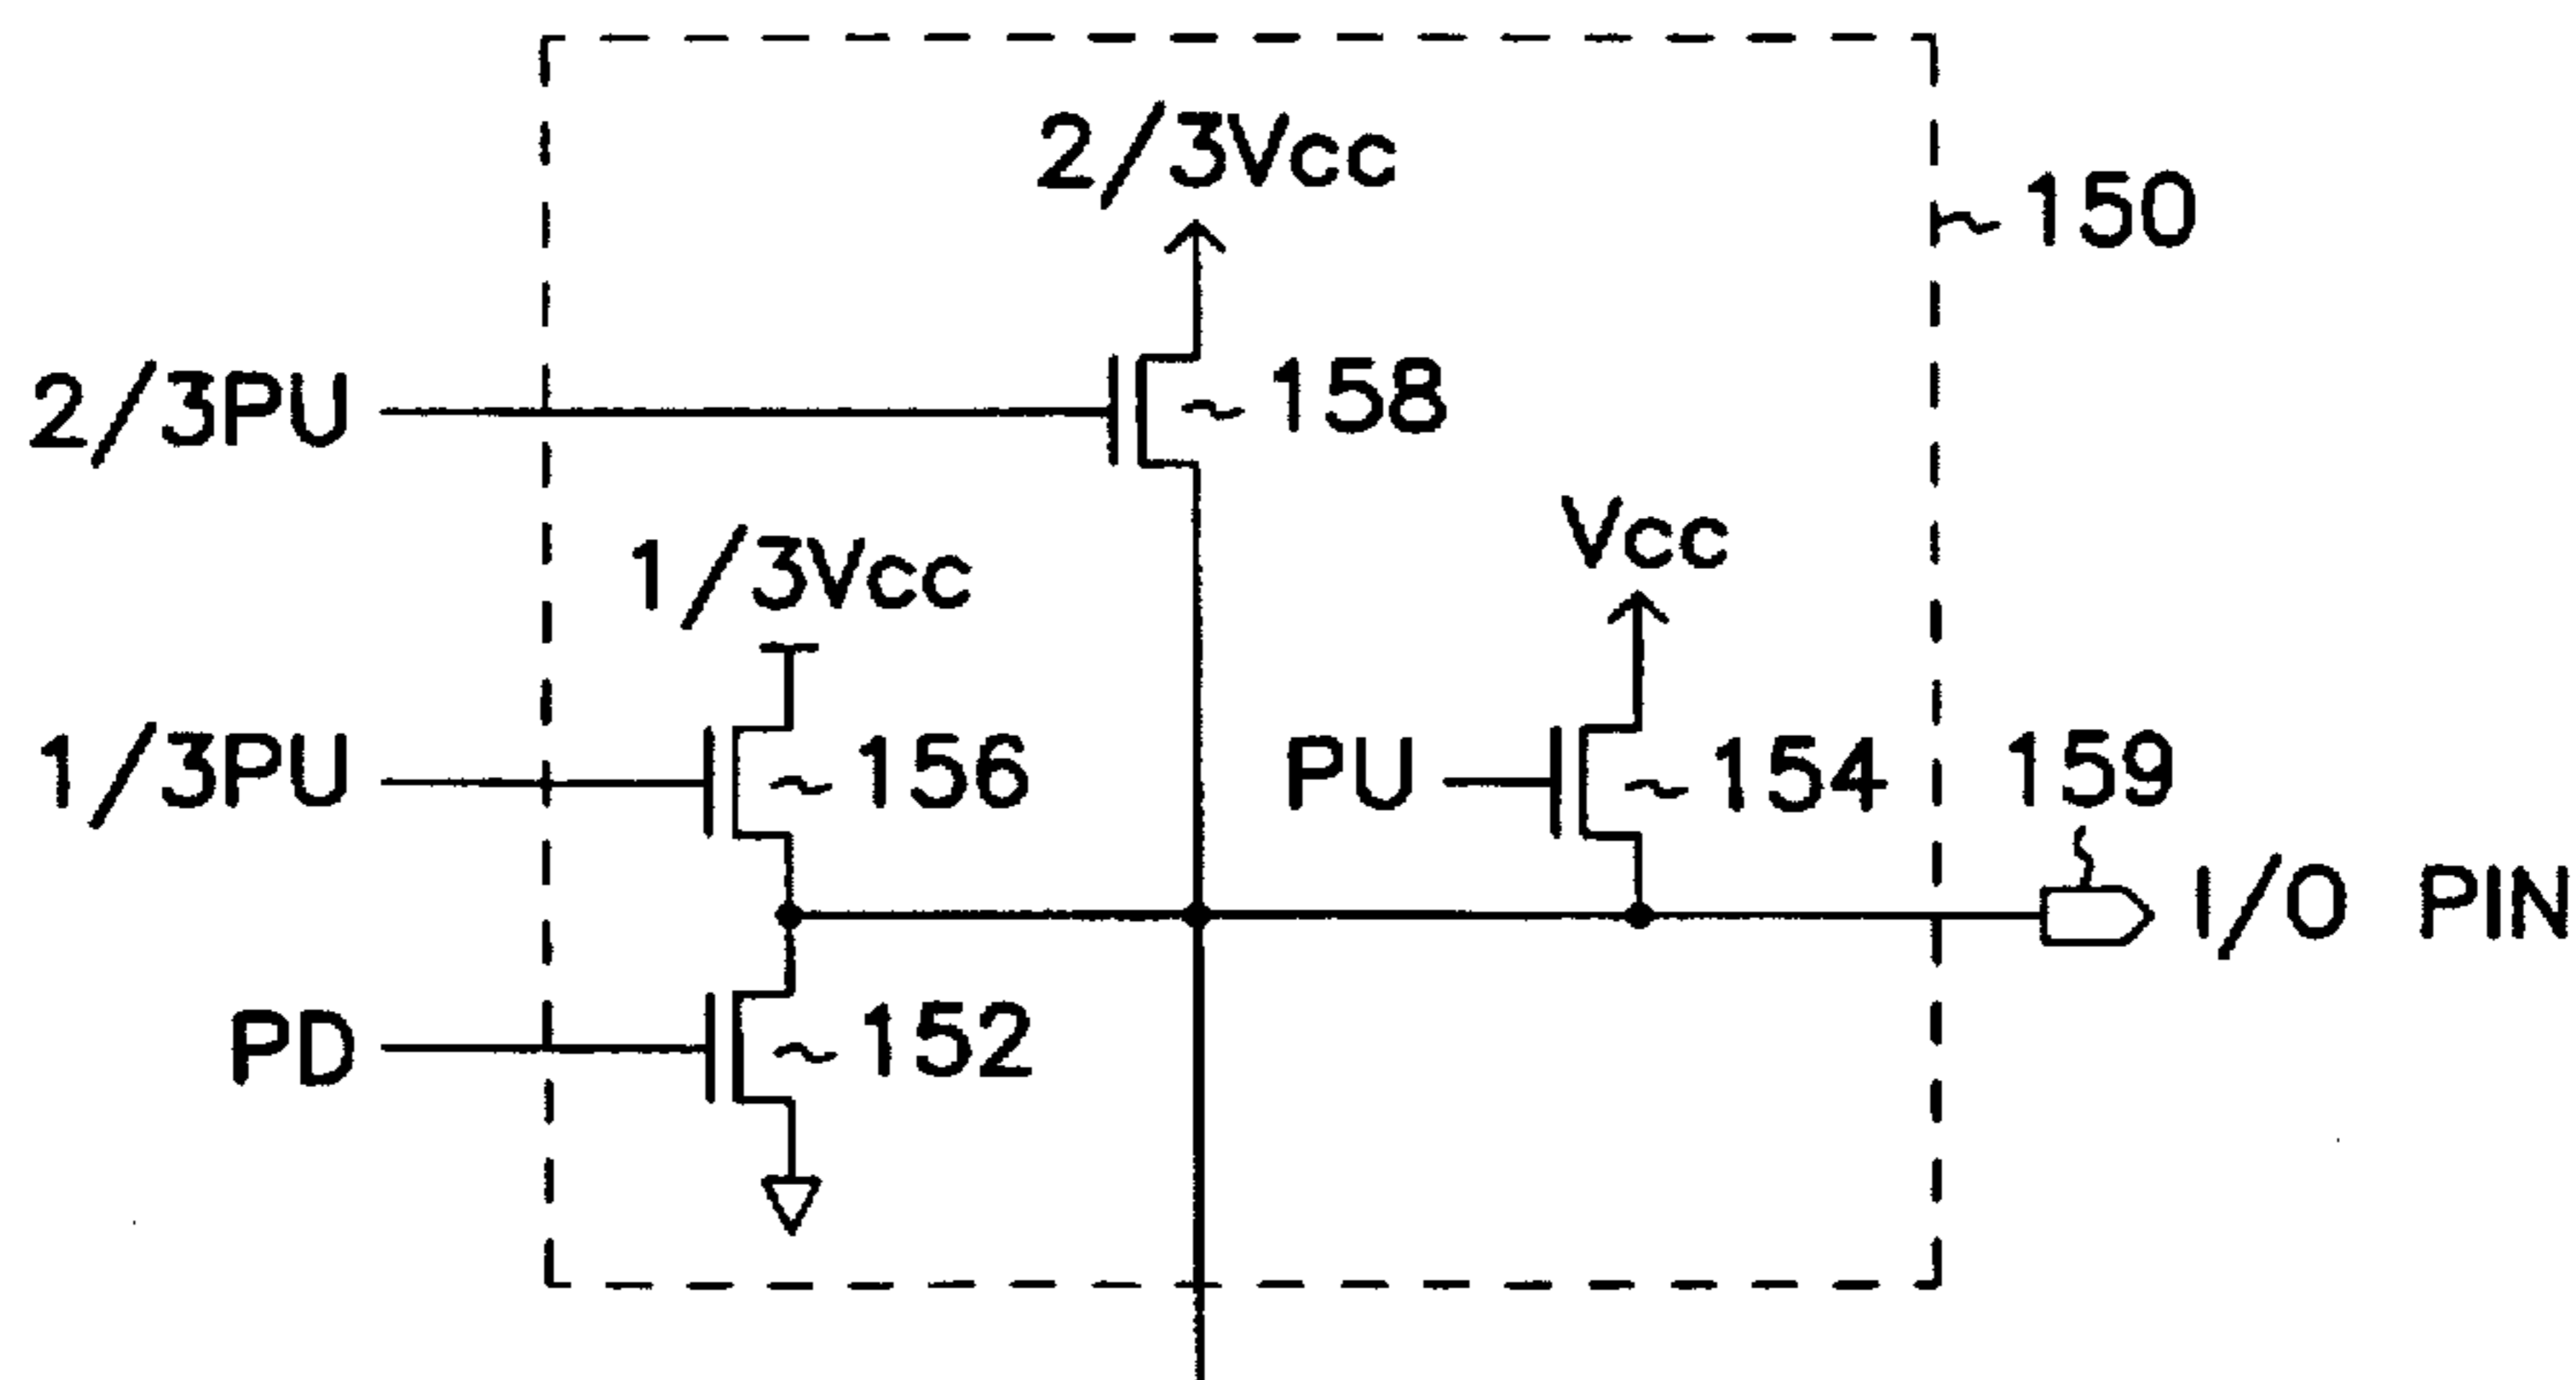 2/3Vcc
150
2/3PU
158
1/3Vcc
Vcc
1/3PU
156
PU
154
159
I/O PIN
PD
152